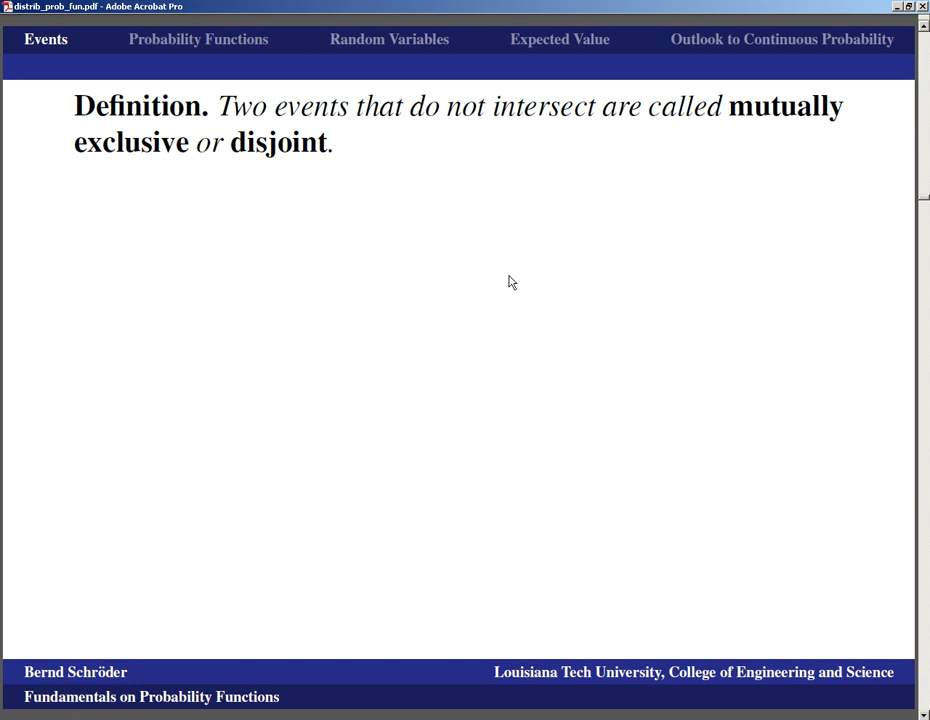 distrib_prob_fun.pdf - Adobe Acrobat Pro
Events Probability Functions Random Variables Expected Value Outlook to Continuous Probability
Definition. Two events that do not intersect are called mutually
exclusive or disjoint.
Bernd Schröder Louisiana Tech University, College of Engineering and Science
Fundamentals on Probability Functions